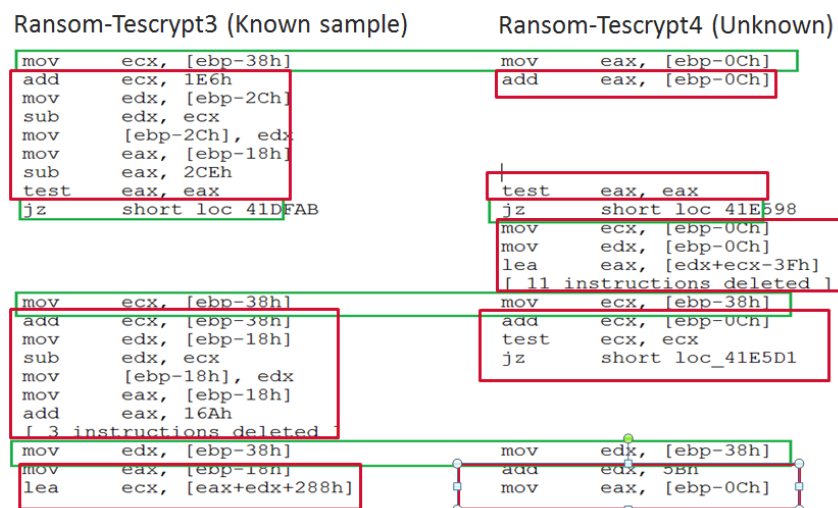 Ransom-Tescrypt3 (Known sample) Ransom-Tescrypt4 (Unknown)
mov ecx, [ebp-38h] mov eax, [ebp-0Ch]
add ecx, 1E6h add eax, [ebp-0Ch]
mov edx, [ebp-2Ch]
sub edx, ecx
mov [ebp-2Ch], edx
mov eax, [ebp-18h]
sub eax, 2CEh
test eax, eax test eax, eax
jz short loc 41DFAB jz short loc 41E598
mov ecx, [ebp-0Ch]
mov edx, [ebp-0Ch]
lea eax, [edx+ecx-3Fh]
[ 11 instructions deleted ]
mov ecx, [ebp-38h] mov ecx, [ebp-38h]
add ecx, [ebp-38h] add ecx, [ebp-0Ch]
mov edx, [ebp-18h] test ecx, ecx
sub edx, ecx jz short loc_41E5D1
mov [ebp-18h], edx
mov eax, [ebp-18h]
add eax, 16Ah
[ 3 instructions deleted ]
mov edx, [ebp-38h] mov edx, [ebp-38h]
mov eax, [ebp-18h] add edx, 5Bh
lea ecx, [eax+edx+288h] mov eax, [ebp-0Ch]